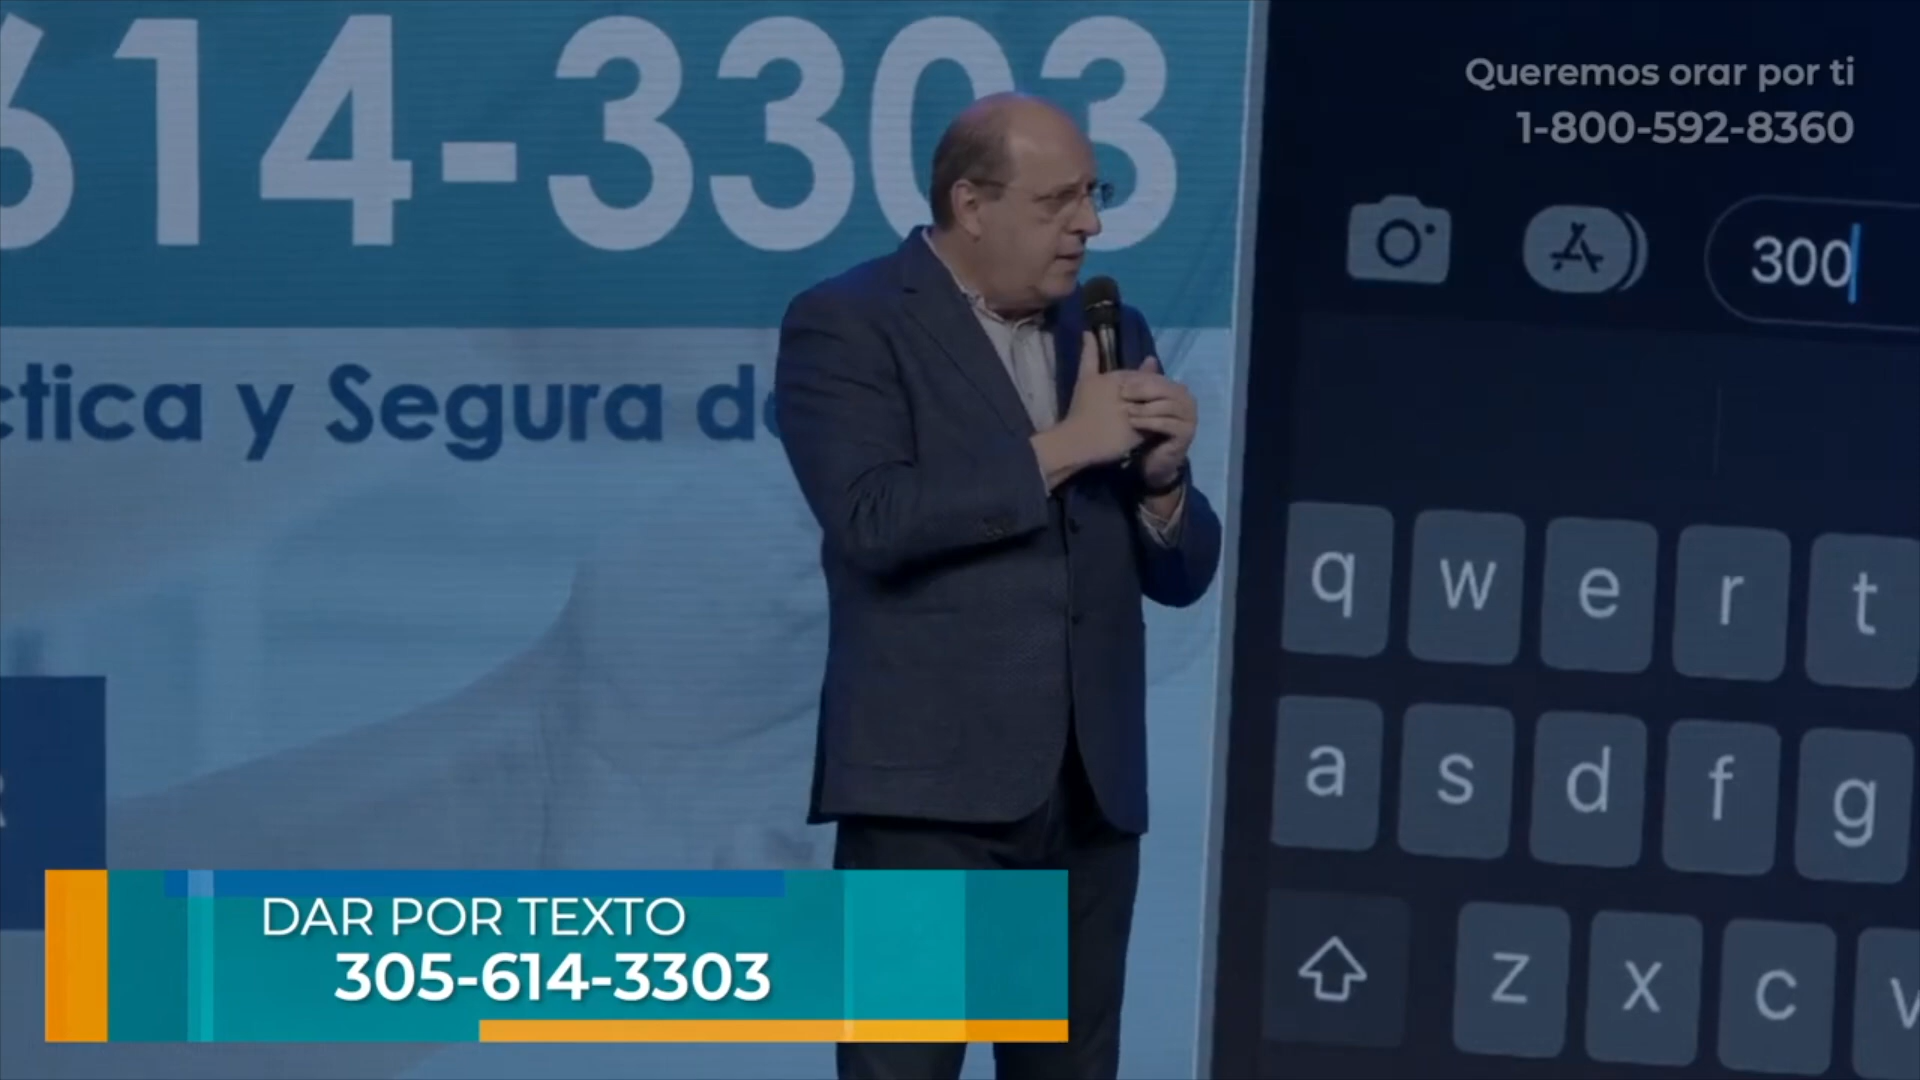 614-3303
Queremos orar por ti
1-800-592-8360
300
ctica y Segura de
q w e r t
a s d f g
z x c v
DAR POR TEXTO
305-614-3303